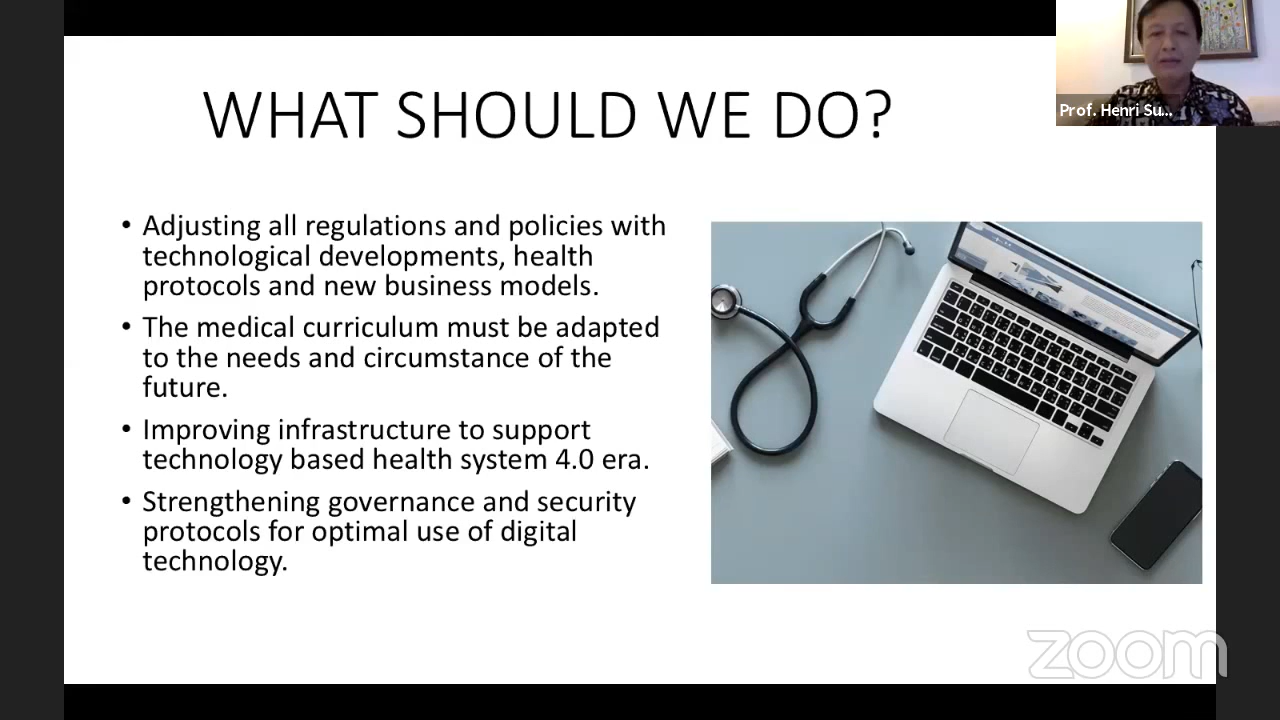 WHAT SHOULD WE DO?
Prof. Henri Su...
• Adjusting all regulations and policies with
technological developments, health
protocols and new business models.
• The medical curriculum must be adapted
to the needs and circumstance of the
future.
• Improving infrastructure to support
technology based health system 4.0 era.
• Strengthening governance and security
protocols for optimal use of digital
technology.
zoom